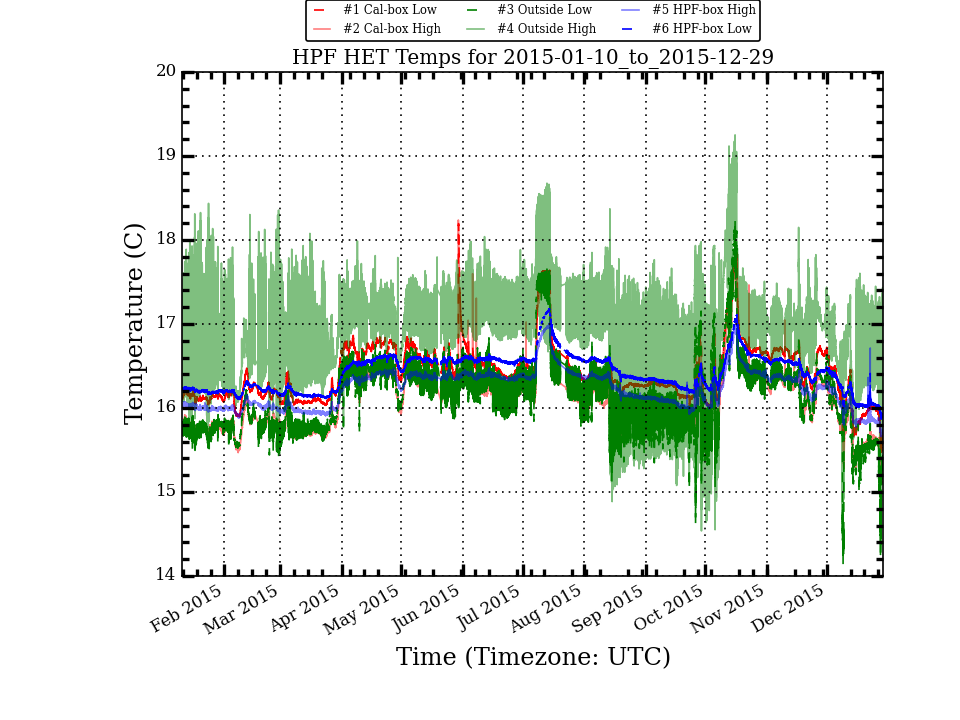 #1 Cal-box Low #3 Outside Low #5 HPF-box High
#2 Cal-box High #4 Outside High #6 HPF-box Low
HPF HET Temps for 2015-01-10_to_2015-12-29
20
19
18
17
16
15
14
Temperature (C)
Feb 2015 Mar 2015 Apr 2015 May 2015 Jun 2015 Jul 2015 Aug 2015 Sep 2015 Oct 2015 Nov 2015 Dec 2015
Time (Timezone: UTC)